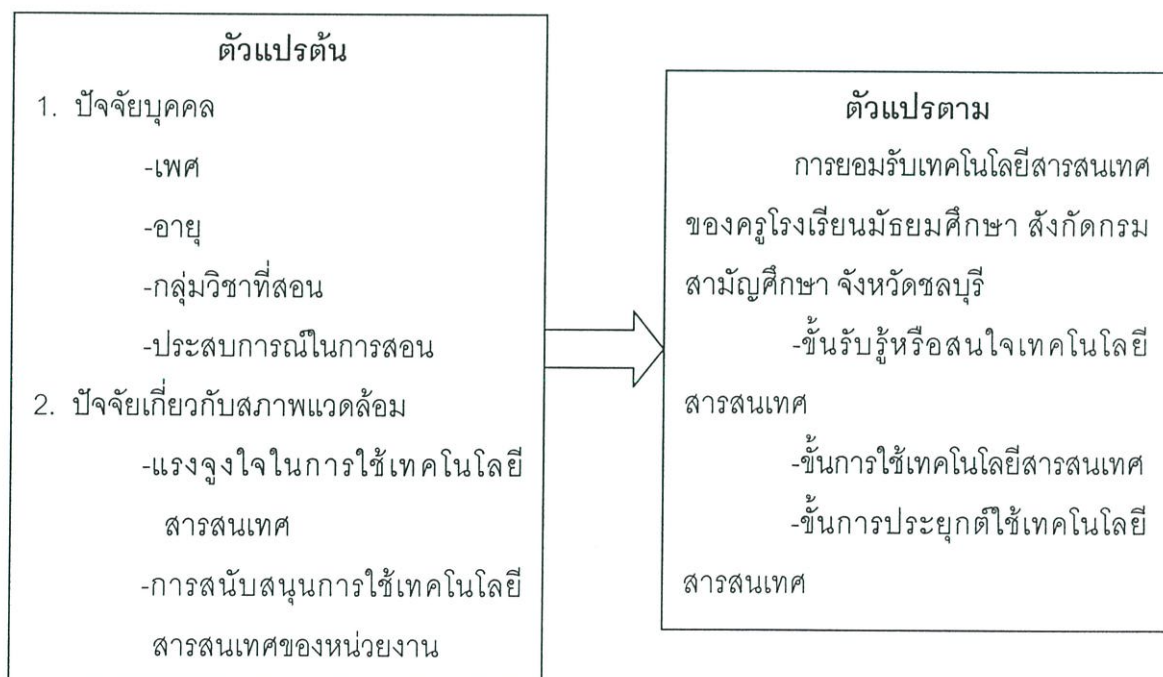 ตัวแปรต้น
1. ปัจจัยบุคคล
-เพศ
-อายุ
-กลุ่มวิชาที่สอน
-ประสบการณ์ในการสอน
2. ปัจจัยเกี่ยวกับสภาพแวดล้อม
-แรงจูงใจในการใช้เทคโนโลยี
สารสนเทศ
-การสนับสนุนการใช้เทคโนโลยี
สารสนเทศของหน่วยงาน
ตัวแปรตาม
การยอมรับเทคโนโลยีสารสนเทศ
ของครูโรงเรียนมัธยมศึกษา สังกัดกรม
สามัญศึกษา จังหวัดชลบุรี
-ขั้นรับรู้หรือสนใจเทคโนโลยี
สารสนเทศ
-ขั้นการใช้เทคโนโลยีสารสนเทศ
-ขั้นการประยุกต์ใช้เทคโนโลยี
สารสนเทศ